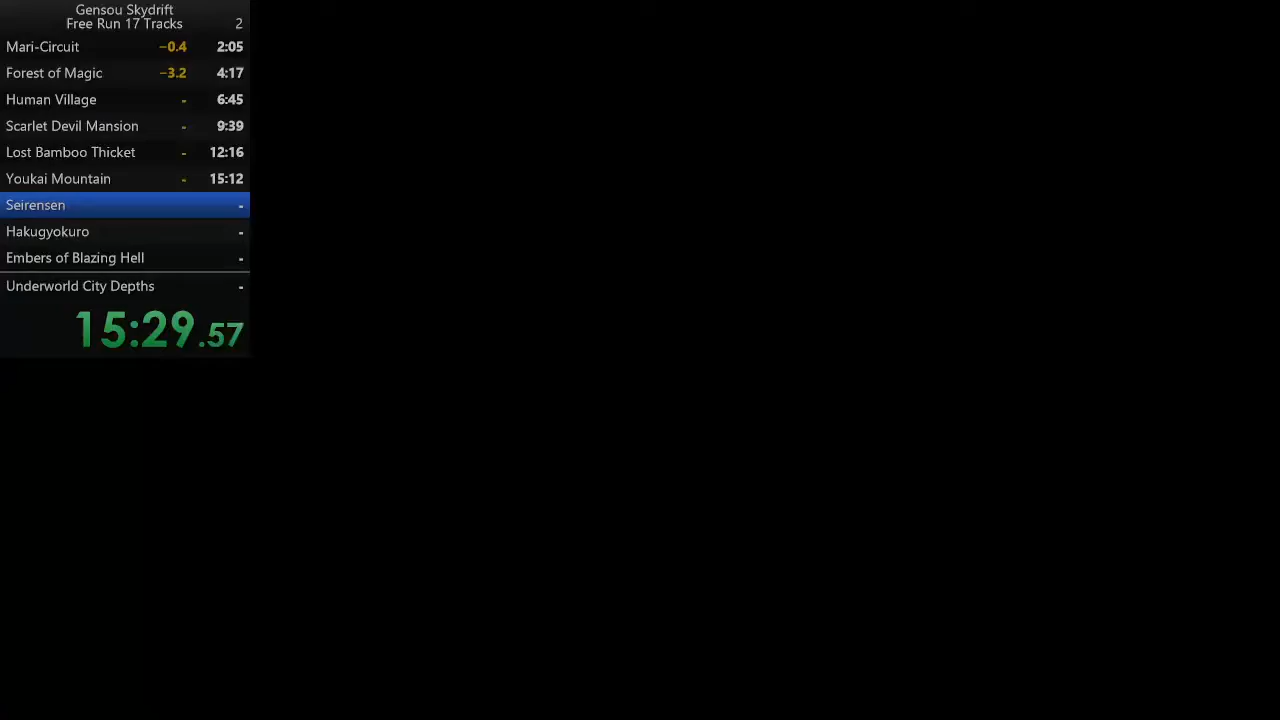 Gensou Skydrift
Free Run 17 Tracks 2
Mari-Circuit −0.4 2:05
Forest of Magic −3.2 4:17
Human Village - 6:45
Scarlet Devil Mansion - 9:39
Lost Bamboo Thicket - 12:16
Youkai Mountain - 15:12
Seirensen -
Hakugyokuro -
Embers of Blazing Hell -
Underworld City Depths -
15:29.57